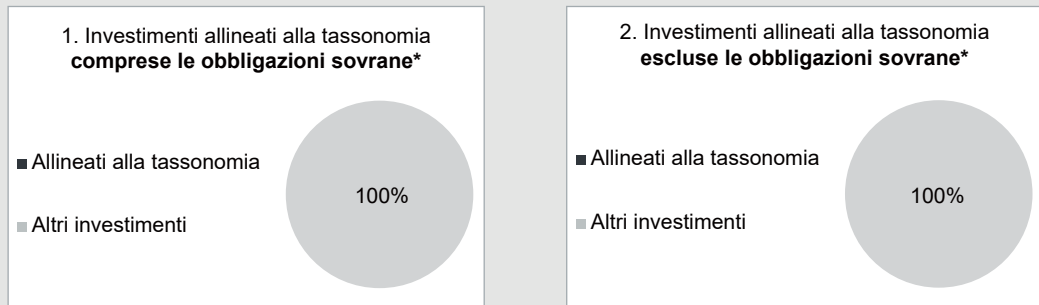 1. Investimenti allineati alla tassonomia
comprese le obbligazioni sovrane*
Allineati alla tassonomia
100%
Altri investimenti
2. Investimenti allineati alla tassonomia
escluse le obbligazioni sovrane*
Allineati alla tassonomia
100%
Altri investimenti